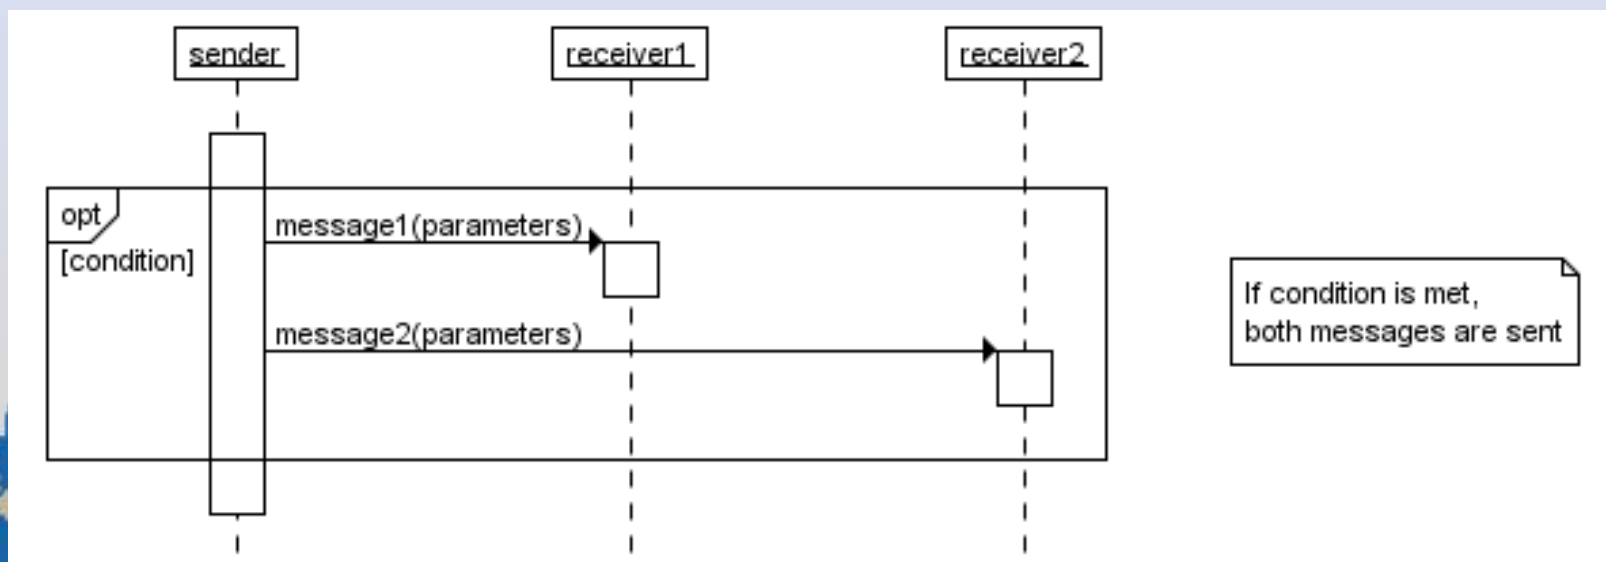 sender
receiver1
receiver2
opt
[condition]
message1(parameters)
message2(parameters)
If condition is met,
both messages are sent